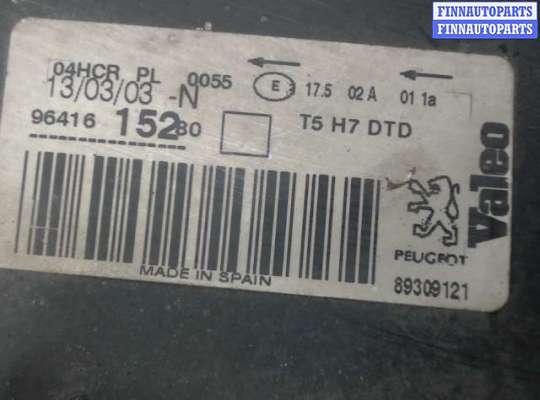 FINNAUTOPARTS
FINNAUTOPARTS
04HCR PL 0055 E 17.5 02 A 01 1a
13/03/03 -N
96416 152 80 T5 H7 DTD
Valeo
PEUGEOT
MADE IN SPAIN
89309121